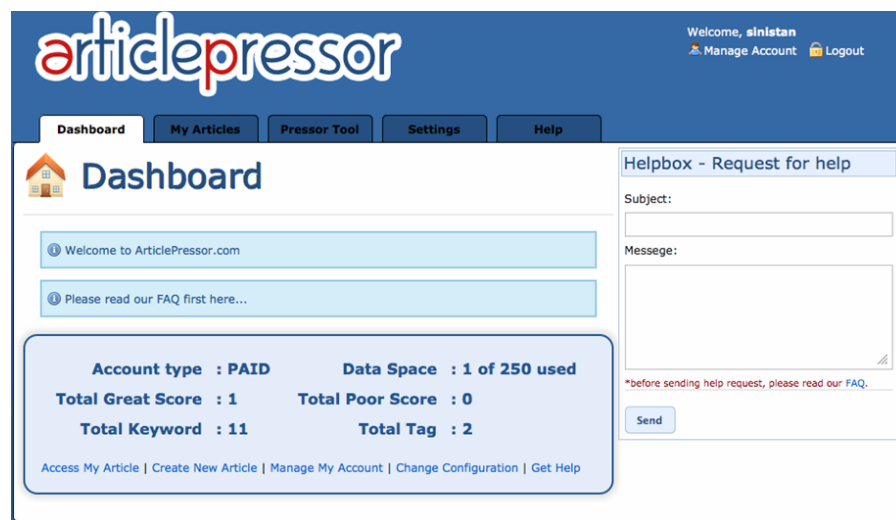 articlepressor
Welcome, sinistan
Manage Account Logout
Dashboard My Articles Pressor Tool Settings Help
Dashboard
Welcome to ArticlePressor.com
Please read our FAQ first here...
Account type : PAID Data Space : 1 of 250 used
Total Great Score : 1 Total Poor Score : 0
Total Keyword : 11 Total Tag : 2
Access My Article | Create New Article | Manage My Account | Change Configuration | Get Help
Helpbox - Request for help
Subject:
Messege:
*before sending help request, please read our FAQ.
Send